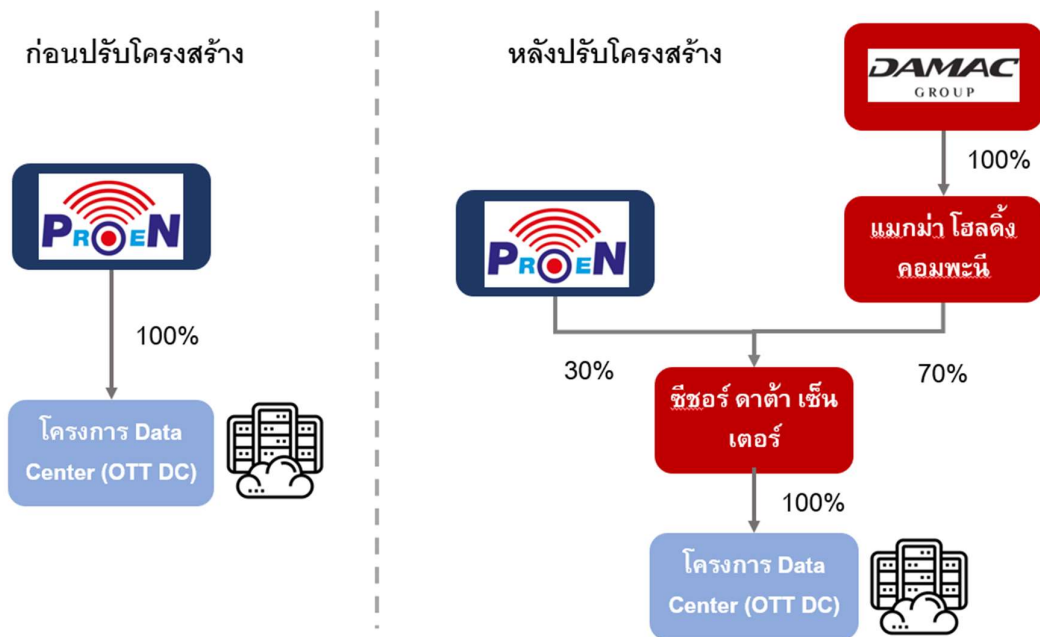 ก่อนปรับโครงสร้าง
PROEN
100%
โครงการ Data
Center (OTT DC)
หลังปรับโครงสร้าง
DAMAC
GROUP
100%
PROEN
แมกม่า โฮลดิ้ง
คอมพะนี
30%
70%
ซีชอร์ ดาต้า เซ็น
เตอร์
100%
โครงการ Data
Center (OTT DC)